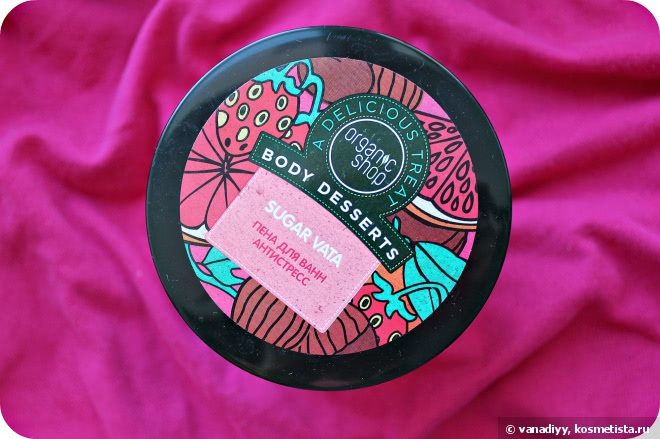 A DELICIOUS TREAT
organic
shop
BODY DESSERTS
SUGAR VATA
ПЕНА ДЛЯ ВАНН
АНТИСТРЕСС
© vanadiyy, kosmetista.ru